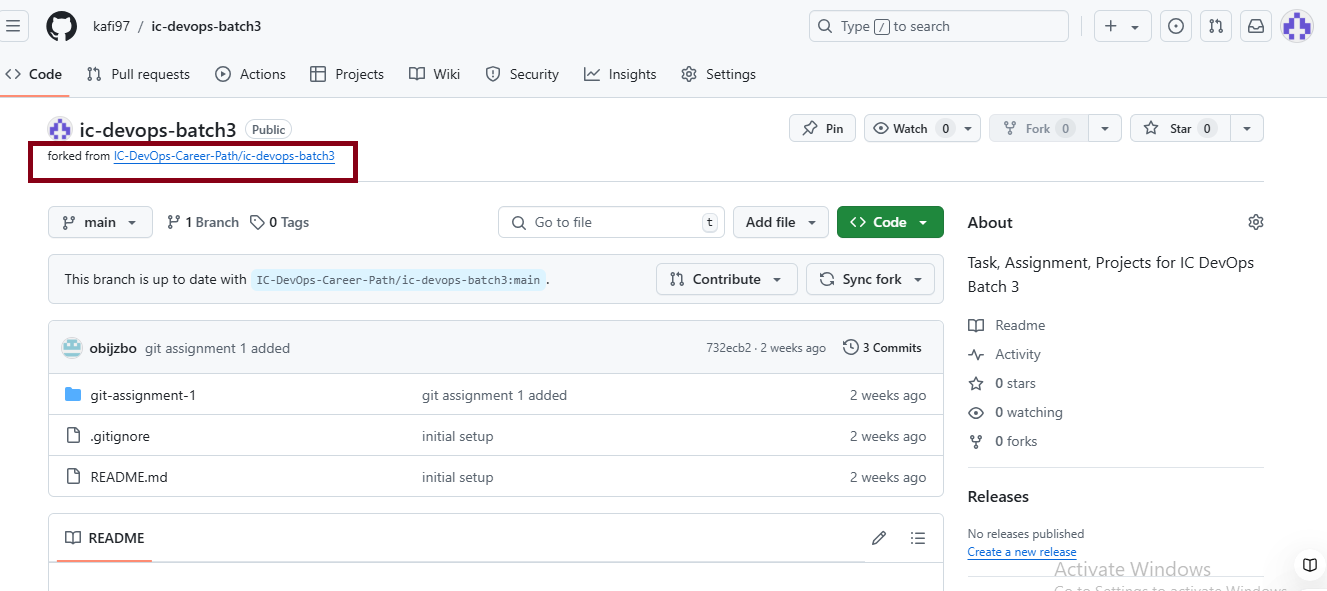 kafi97 / ic-devops-batch3
Type / to search
Code Pull requests Actions Projects Wiki Security Insights Settings
ic-devops-batch3 Public
Pin Watch 0 Fork 0 Star 0
forked from IC-DevOps-Career-Path/ic-devops-batch3
main 1 Branch 0 Tags Go to file t Add file Code
About
Task, Assignment, Projects for IC DevOps
Batch 3
This branch is up to date with IC-DevOps-Career-Path/ic-devops-batch3:main .
Contribute Sync fork
Readme
Activity
0 stars
0 watching
0 forks
obijzbo git assignment 1 added 732ecb2 · 2 weeks ago 3 Commits
git-assignment-1 git assignment 1 added 2 weeks ago
.gitignore initial setup 2 weeks ago
README.md initial setup 2 weeks ago
README
Releases
No releases published
Create a new release
Activate Windows
Go to Settings to activate Windows